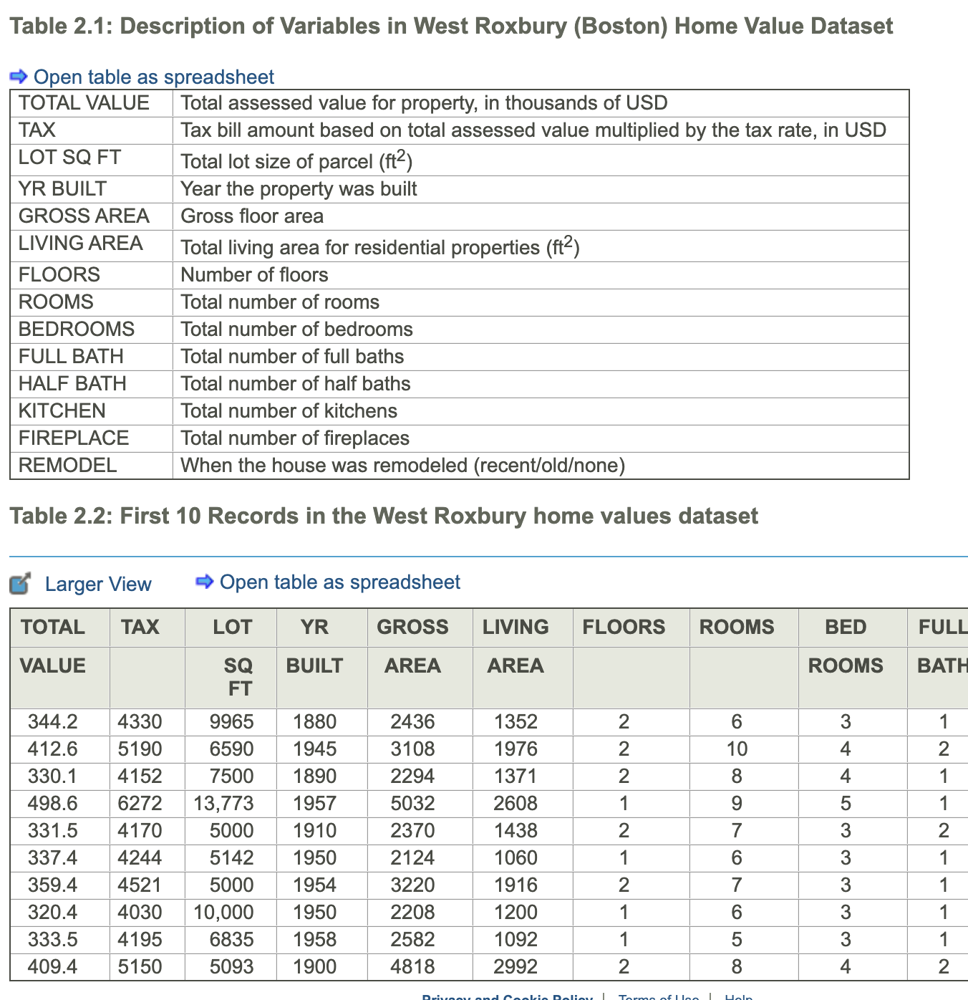 Table 2.1: Description of Variables in West Roxbury (Boston) Home Value Dataset
Open table as spreadsheet
TOTAL VALUE Total assessed value for property, in thousands of USD
TAX Tax bill amount based on total assessed value multiplied by the tax rate, in USD
LOT SQ FT Total lot size of parcel (ft²)
YR BUILT Year the property was built
GROSS AREA Gross floor area
LIVING AREA Total living area for residential properties (ft²)
FLOORS Number of floors
ROOMS Total number of rooms
BEDROOMS Total number of bedrooms
FULL BATH Total number of full baths
HALF BATH Total number of half baths
KITCHEN Total number of kitchens
FIREPLACE Total number of fireplaces
REMODEL When the house was remodeled (recent/old/none)
Table 2.2: First 10 Records in the West Roxbury home values dataset
Larger View Open table as spreadsheet
TOTAL TAX LOT YR GROSS LIVING FLOORS ROOMS BED FULL
VALUE SQ BUILT AREA AREA ROOMS BATH
FT
344.2 4330 9965 1880 2436 1352 2 6 3 1
412.6 5190 6590 1945 3108 1976 2 10 4 2
330.1 4152 7500 1890 2294 1371 2 8 4 1
498.6 6272 13,773 1957 5032 2608 1 9 5 1
331.5 4170 5000 1910 2370 1438 2 7 3 2
337.4 4244 5142 1950 2124 1060 1 6 3 1
359.4 4521 5000 1954 3220 1916 2 7 3 1
320.4 4030 10,000 1950 2208 1200 1 6 3 1
333.5 4195 6835 1958 2582 1092 1 5 3 1
409.4 5150 5093 1900 4818 2992 2 8 4 2
Privacy and Cookie Policy | Terms of Use | Help